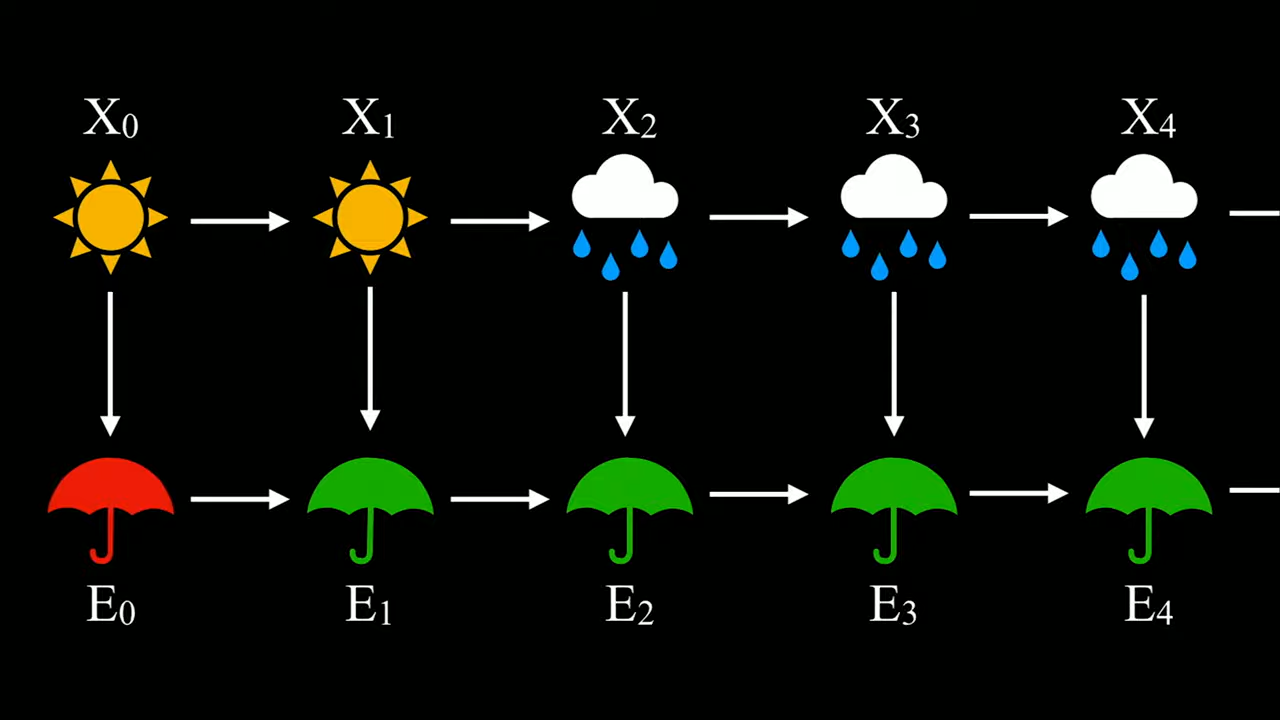 X₀ X₁ X₂ X₃ X₄
E₀ E₁ E₂ E₃ E₄